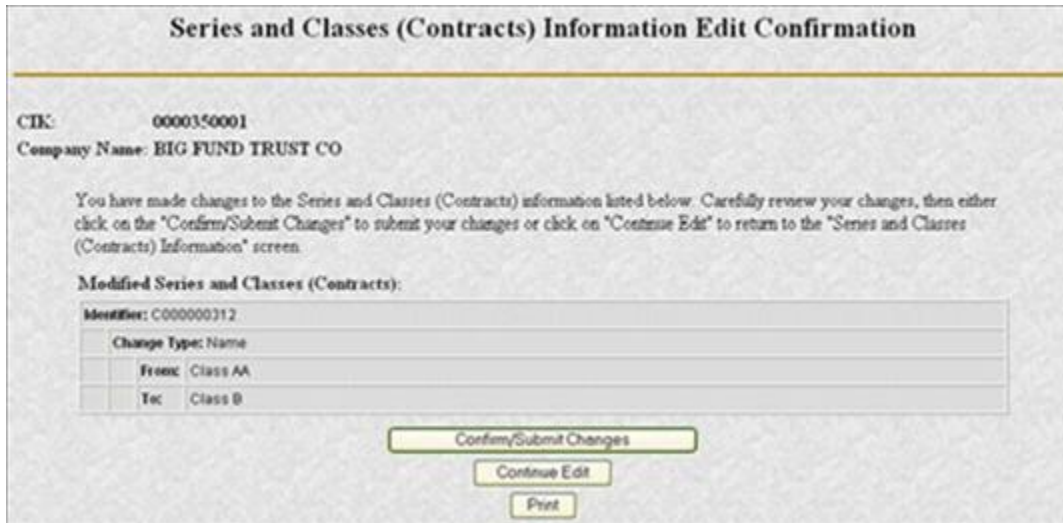 Series and Classes (Contracts) Information Edit Confirmation
CIK: 0000350001
Company Name: BIG FUND TRUST CO
You have made changes to the Series and Classes (Contracts) information listed below. Carefully review your changes, then either
click on the "Confirm/Submit Changes" to submit your changes or click on "Continue Edit" to return to the "Series and Classes
(Contracts) Information" screen.
Modified Series and Classes (Contracts):
Identifier: C000000312
Change Type: Name
From: Class AA
To: Class B
Confirm/Submit Changes
Continue Edit
Print